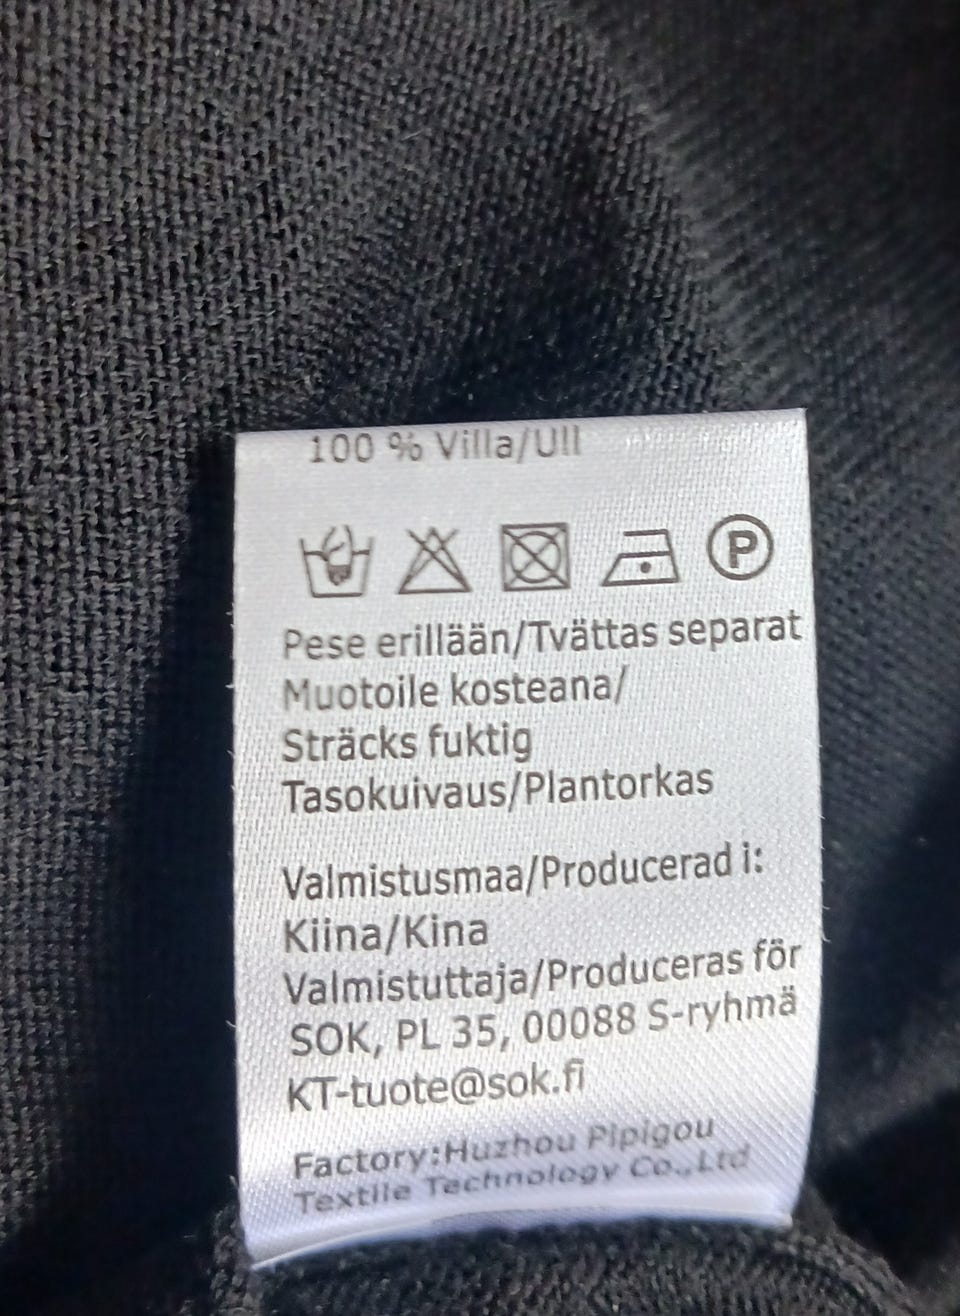 100 % Villa/Ull
P
Pese erillään/Tvättas separat
Muotoile kosteana/
Sträcks fuktig
Tasokuivaus/Plantorkas
Valmistusmaa/Producerad i:
Kiina/Kina
Valmistuttaja/Produceras för
SOK, PL 35, 00088 S-ryhmä
KT-tuote@sok.fi
Factory:Huzhou Pipigou
Textile Technology Co.,Ltd